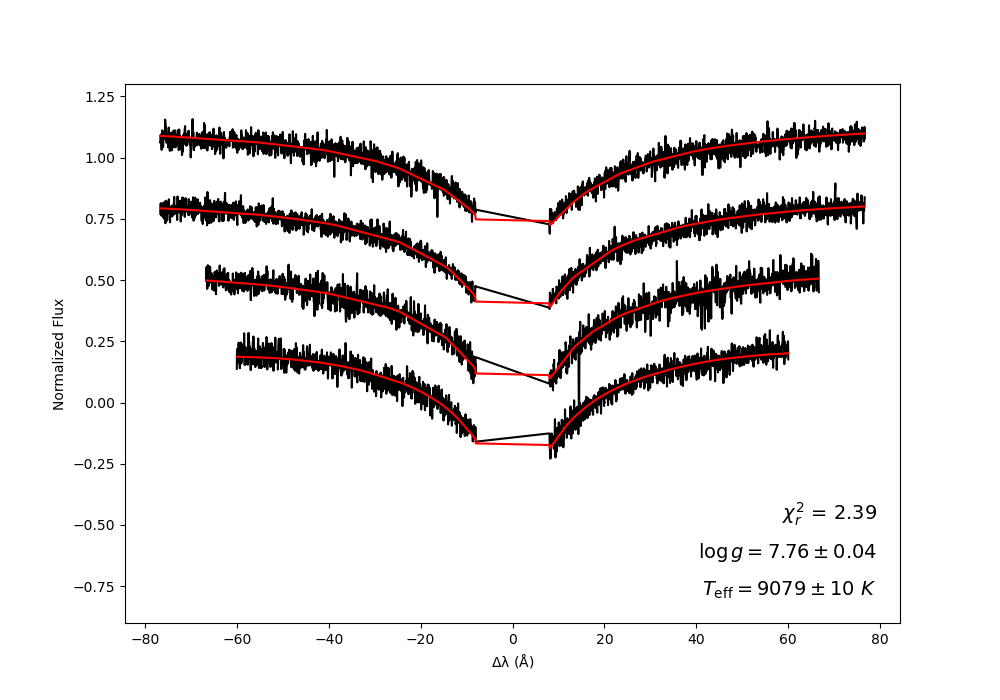 1.25
1.00
0.75
0.50
0.25
0.00
−0.25
−0.50
−0.75
Normalized Flux
χ²ᵣ = 2.39
log g = 7.76 ± 0.04
T_eff = 9079 ± 10 K
−80 −60 −40 −20 0 20 40 60 80
Δλ (Å)